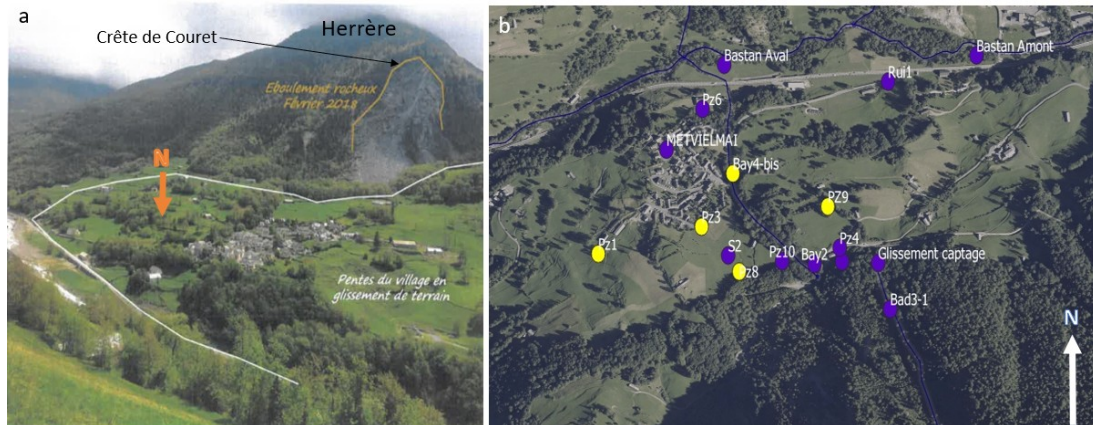 a
Herrère
Crête de Couret
Eboulement rocheux
Février 2018
N
Pentes du village en
glissement de terrain
b
Bastan Aval
Bastan Amont
Rui1
Pz6
METVIELMAI
Bay4-bis
PZ9
Pz3
Pz1
S2
Pz8
Pz10
Bay2
Pz4
Glissement captage
Bad3-1
N